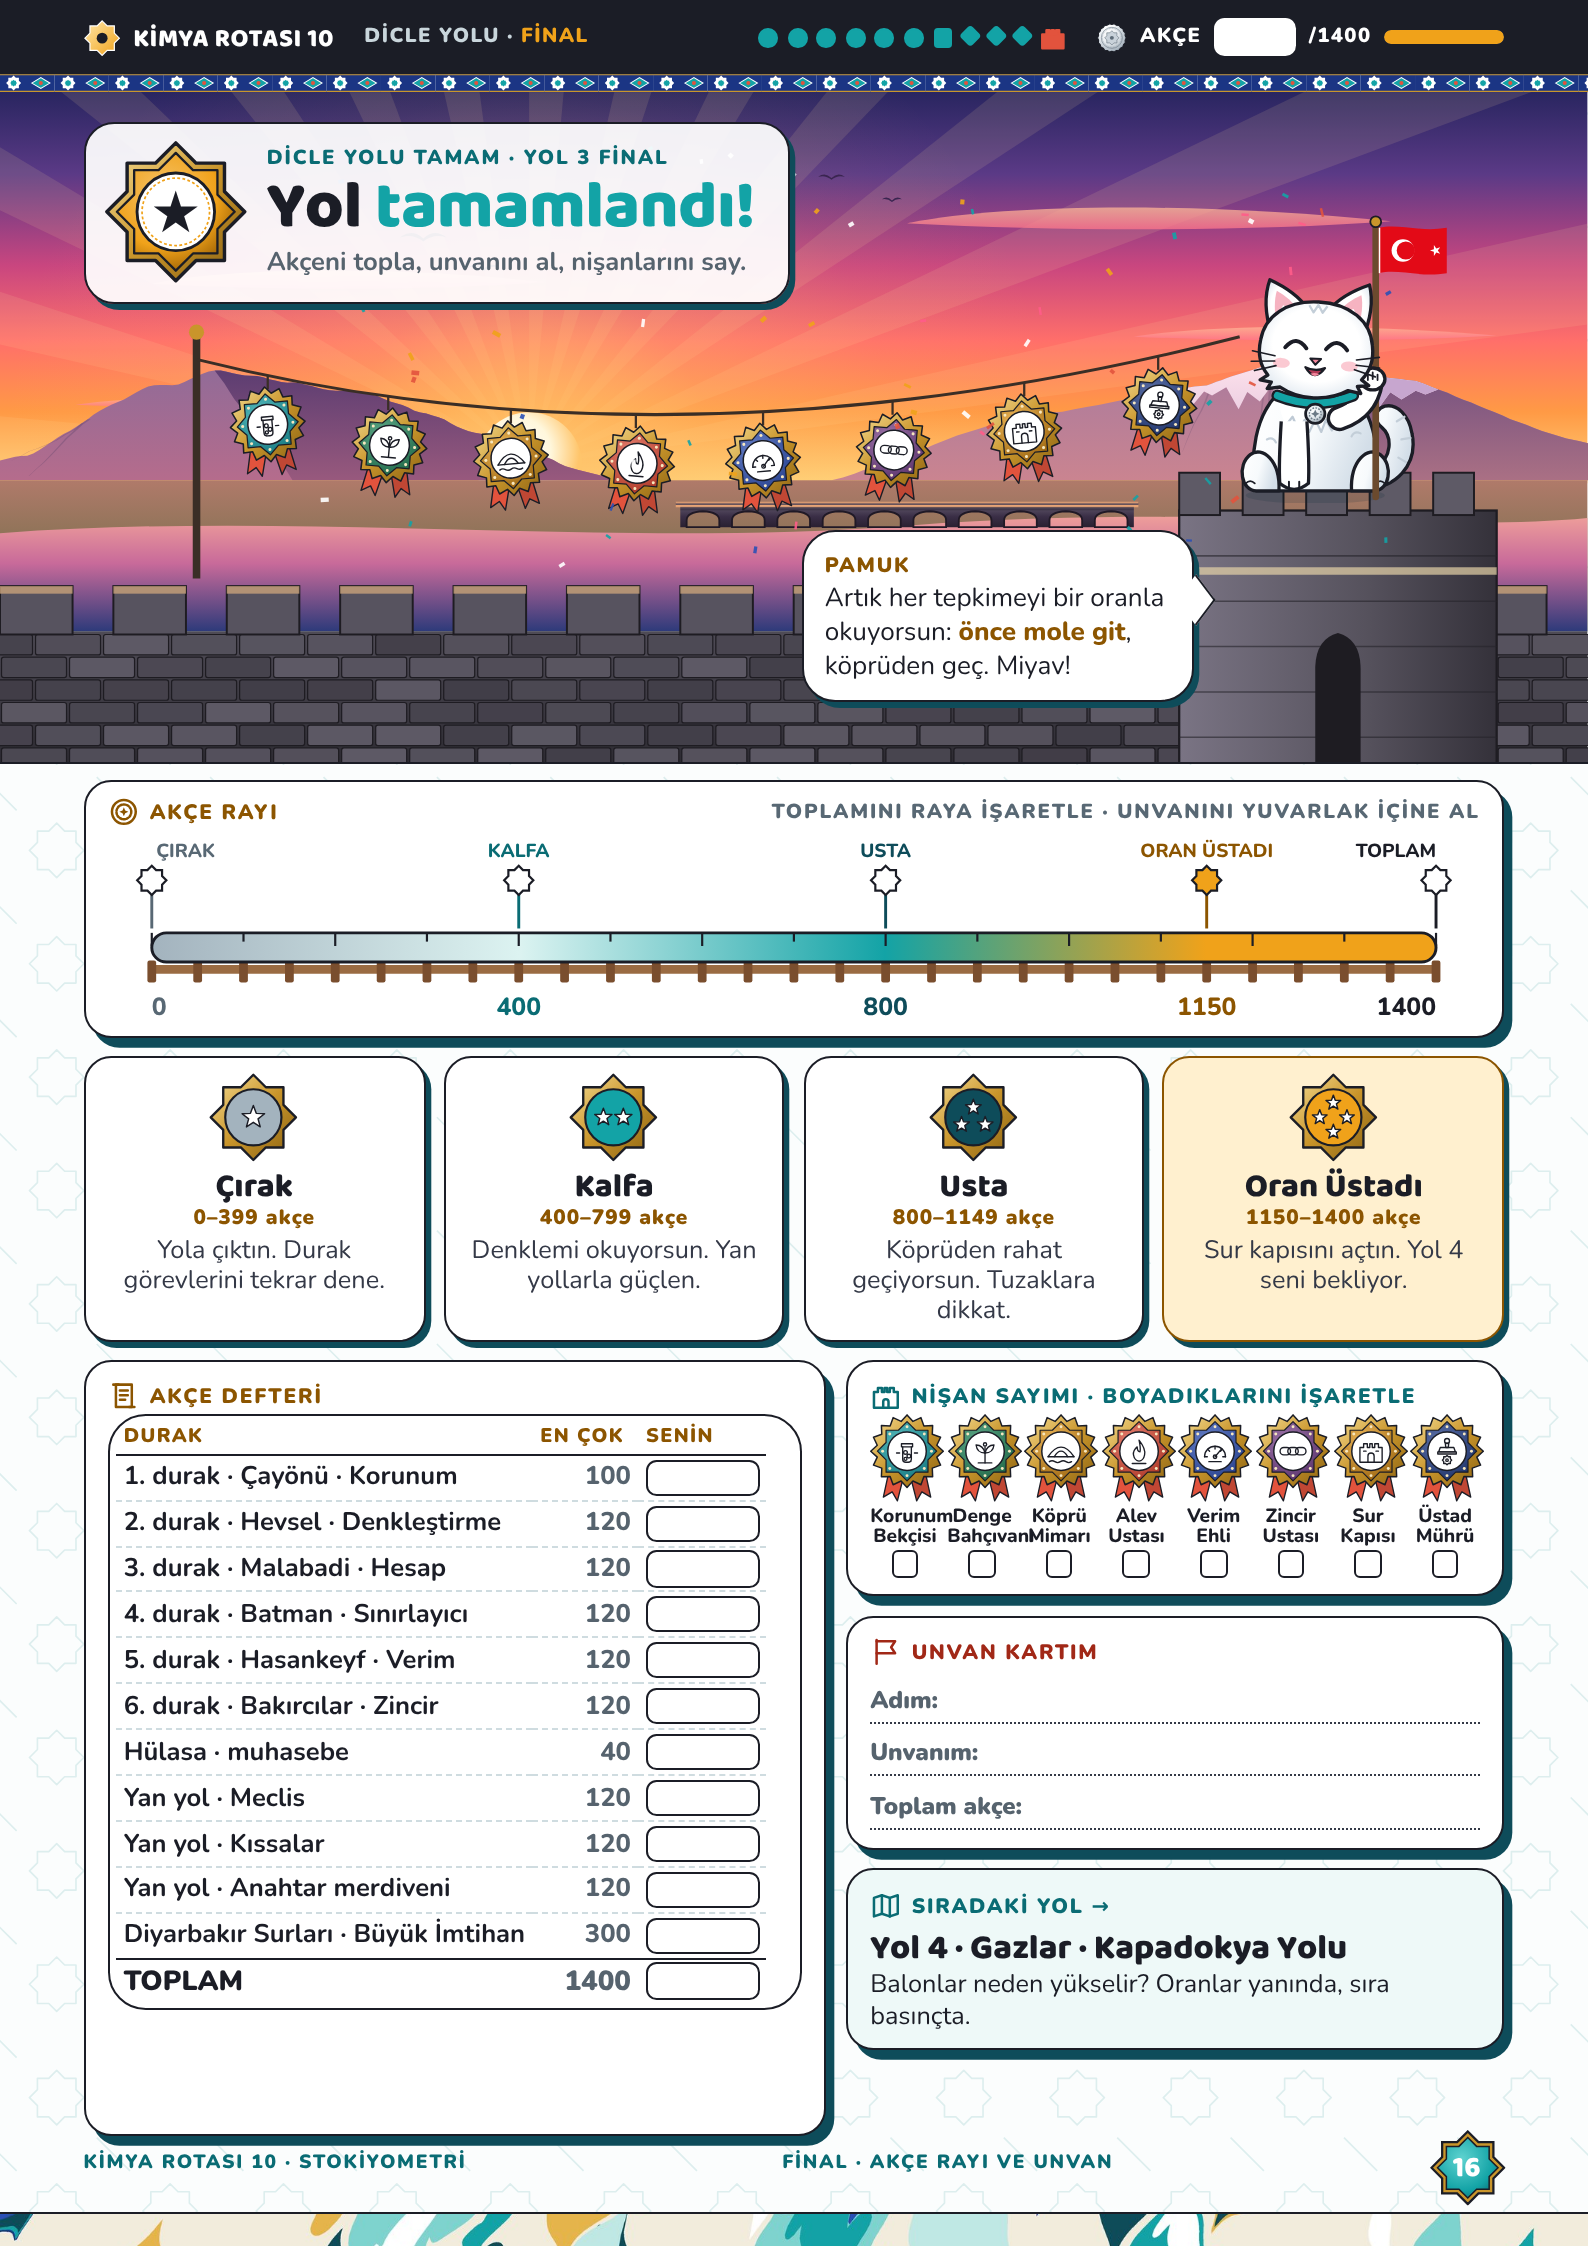 KİMYA ROTASI 10
DİCLE YOLU · FİNAL
AKÇE /1400
DİCLE YOLU TAMAM · YOL 3 FİNAL
Yol tamamlandı!
Akçeni topla, unvanını al, nişanlarını say.
PAMUK
Artık her tepkimeyi bir oranla
okuyorsun: önce mole git,
köprüden geç. Miyav!
AKÇE RAYI
TOPLAMINI RAYA İŞARETLE · UNVANINI YUVARLAK İÇİNE AL
ÇIRAK KALFA USTA ORAN ÜSTADI TOPLAM
0 400 800 1150 1400
Çırak
0–399 akçe
Yola çıktın. Durak
görevlerini tekrar dene.
Kalfa
400–799 akçe
Denklemi okuyorsun. Yan
yollarla güçlen.
Usta
800–1149 akçe
Köprüden rahat
geçiyorsun. Tuzaklara
dikkat.
Oran Üstadı
1150–1400 akçe
Sur kapısını açtın. Yol 4
seni bekliyor.
AKÇE DEFTERİ
DURAK EN ÇOK SENİN
1. durak · Çayönü · Korunum 100
2. durak · Hevsel · Denkleştirme 120
3. durak · Malabadi · Hesap 120
4. durak · Batman · Sınırlayıcı 120
5. durak · Hasankeyf · Verim 120
6. durak · Bakırcılar · Zincir 120
Hülasa · muhasebe 40
Yan yol · Meclis 120
Yan yol · Kıssalar 120
Yan yol · Anahtar merdiveni 120
Diyarbakır Surları · Büyük İmtihan 300
TOPLAM 1400
NİŞAN SAYIMI · BOYADIKLARINI İŞARETLE
Korunum Denge Köprü Alev Verim Zincir Sur Üstad
Bekçisi Bahçıvan Mimarı Ustası Ehli Ustası Kapısı Mührü
UNVAN KARTIM
Adım:
Unvanım:
Toplam akçe:
SIRADAKİ YOL →
Yol 4 · Gazlar · Kapadokya Yolu
Balonlar neden yükselir? Oranlar yanında, sıra
basınçta.
KİMYA ROTASI 10 · STOKİYOMETRİ
FİNAL · AKÇE RAYI VE UNVAN
16